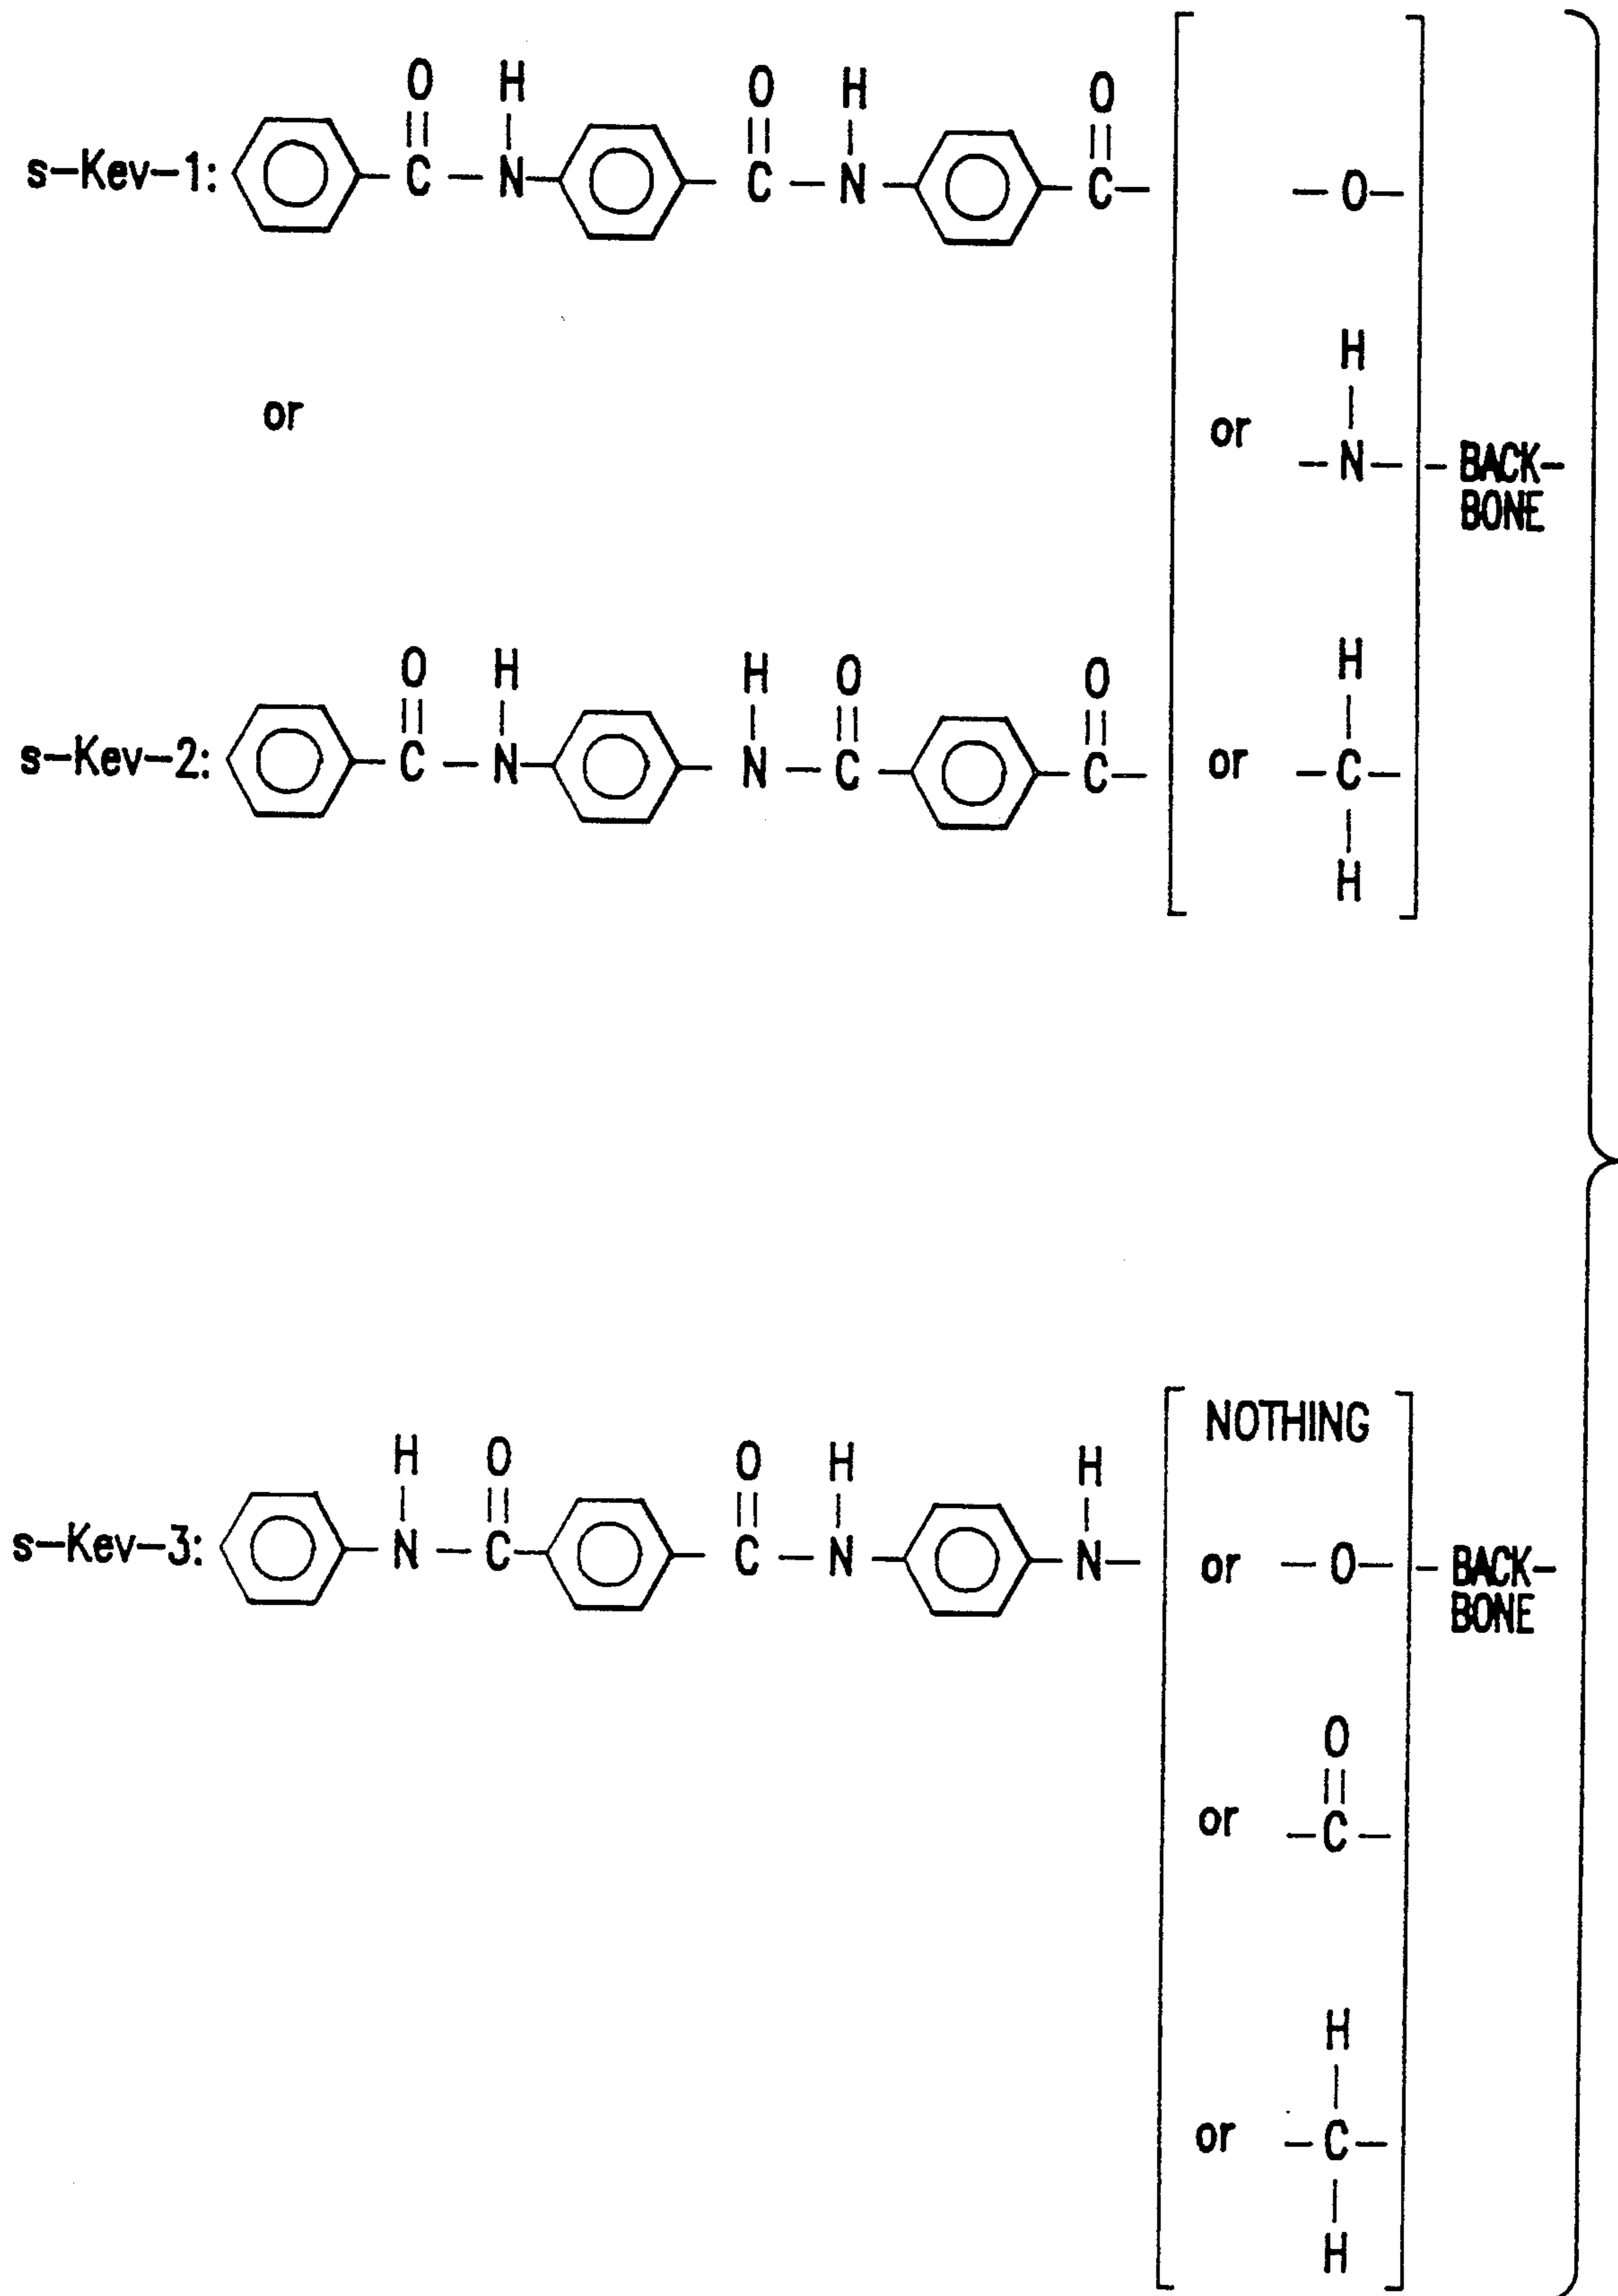 O H O H O
s-Kev-1: C - N C - N C - - O -
H
or
or - N - - BACK-
BONE
O H H O O H
s-Kev-2: C - N N - C C - or - C -
H
NOTHING
H O O H H
s-Kev-3: N - C C - N N - or - O - - BACK-
BONE
O
or - C -
H
or - C -
H